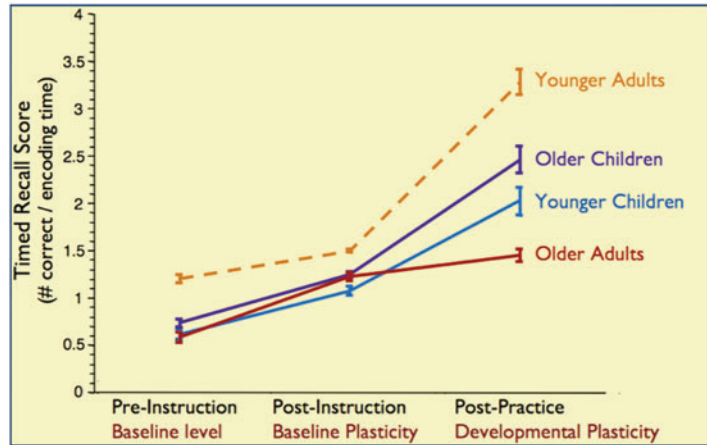 Timed Recall Score
(# correct / encoding time)
4
3.5
3
2.5
2
1.5
1
0.5
0
Younger Adults
Older Children
Younger Children
Older Adults
Pre-Instruction
Baseline level
Post-Instruction
Baseline Plasticity
Post-Practice
Developmental Plasticity